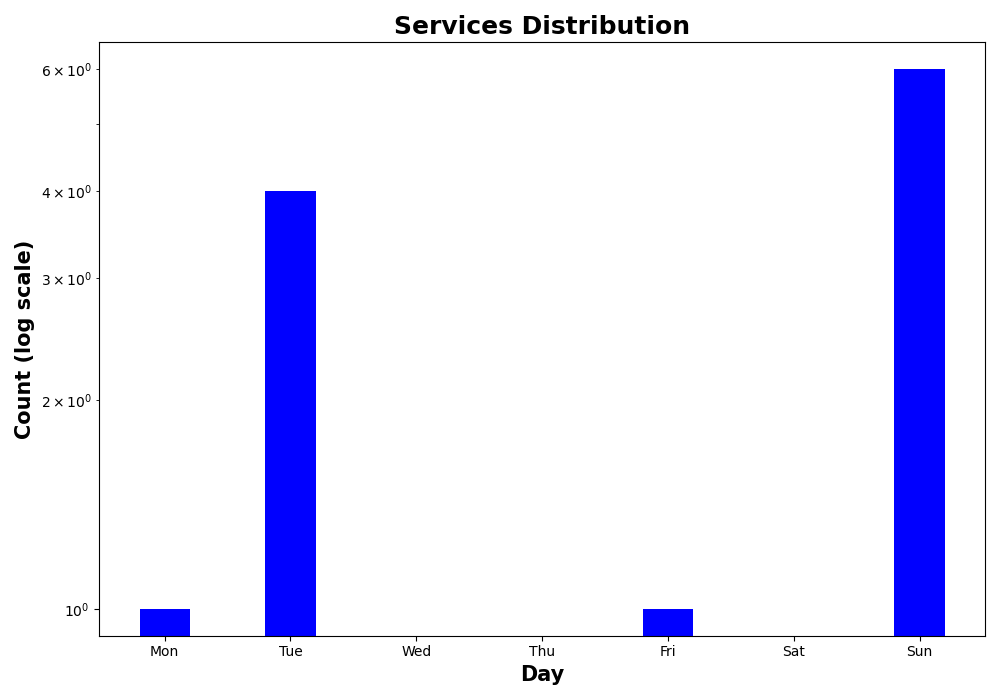 Services Distribution
Count (log scale)
6 × 10⁰
4 × 10⁰
3 × 10⁰
2 × 10⁰
10⁰
Mon Tue Wed Thu Fri Sat Sun
Day